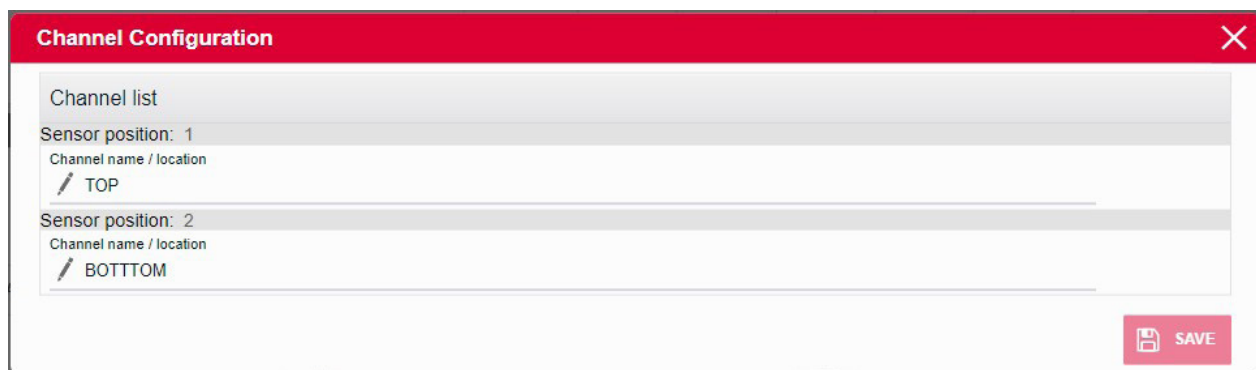 Channel Configuration
Channel list
Sensor position: 1
Channel name / location
TOP
Sensor position: 2
Channel name / location
BOTTTOM
SAVE